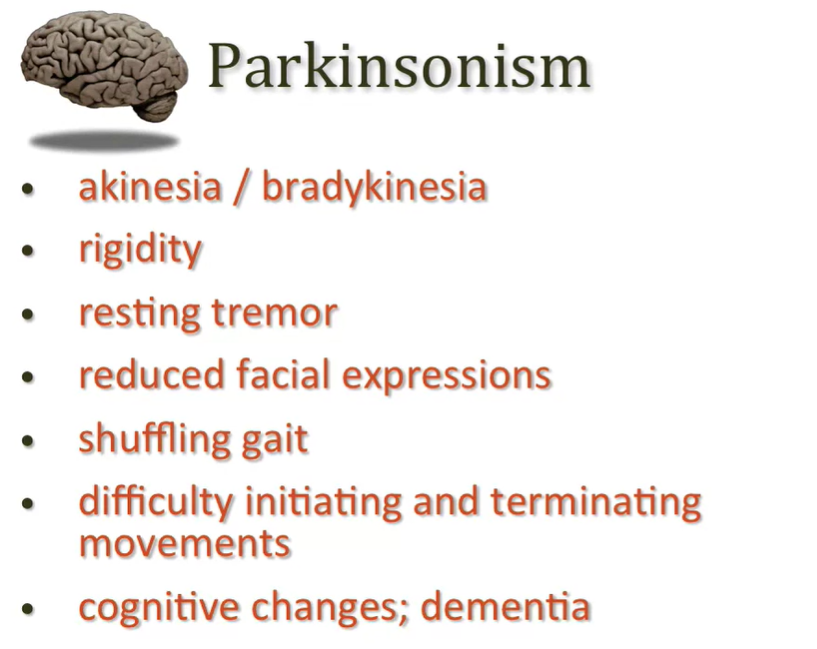 Parkinsonism
• akinesia / bradykinesia
• rigidity
• resting tremor
• reduced facial expressions
• shuffling gait
• difficulty initiating and terminating
movements
• cognitive changes; dementia